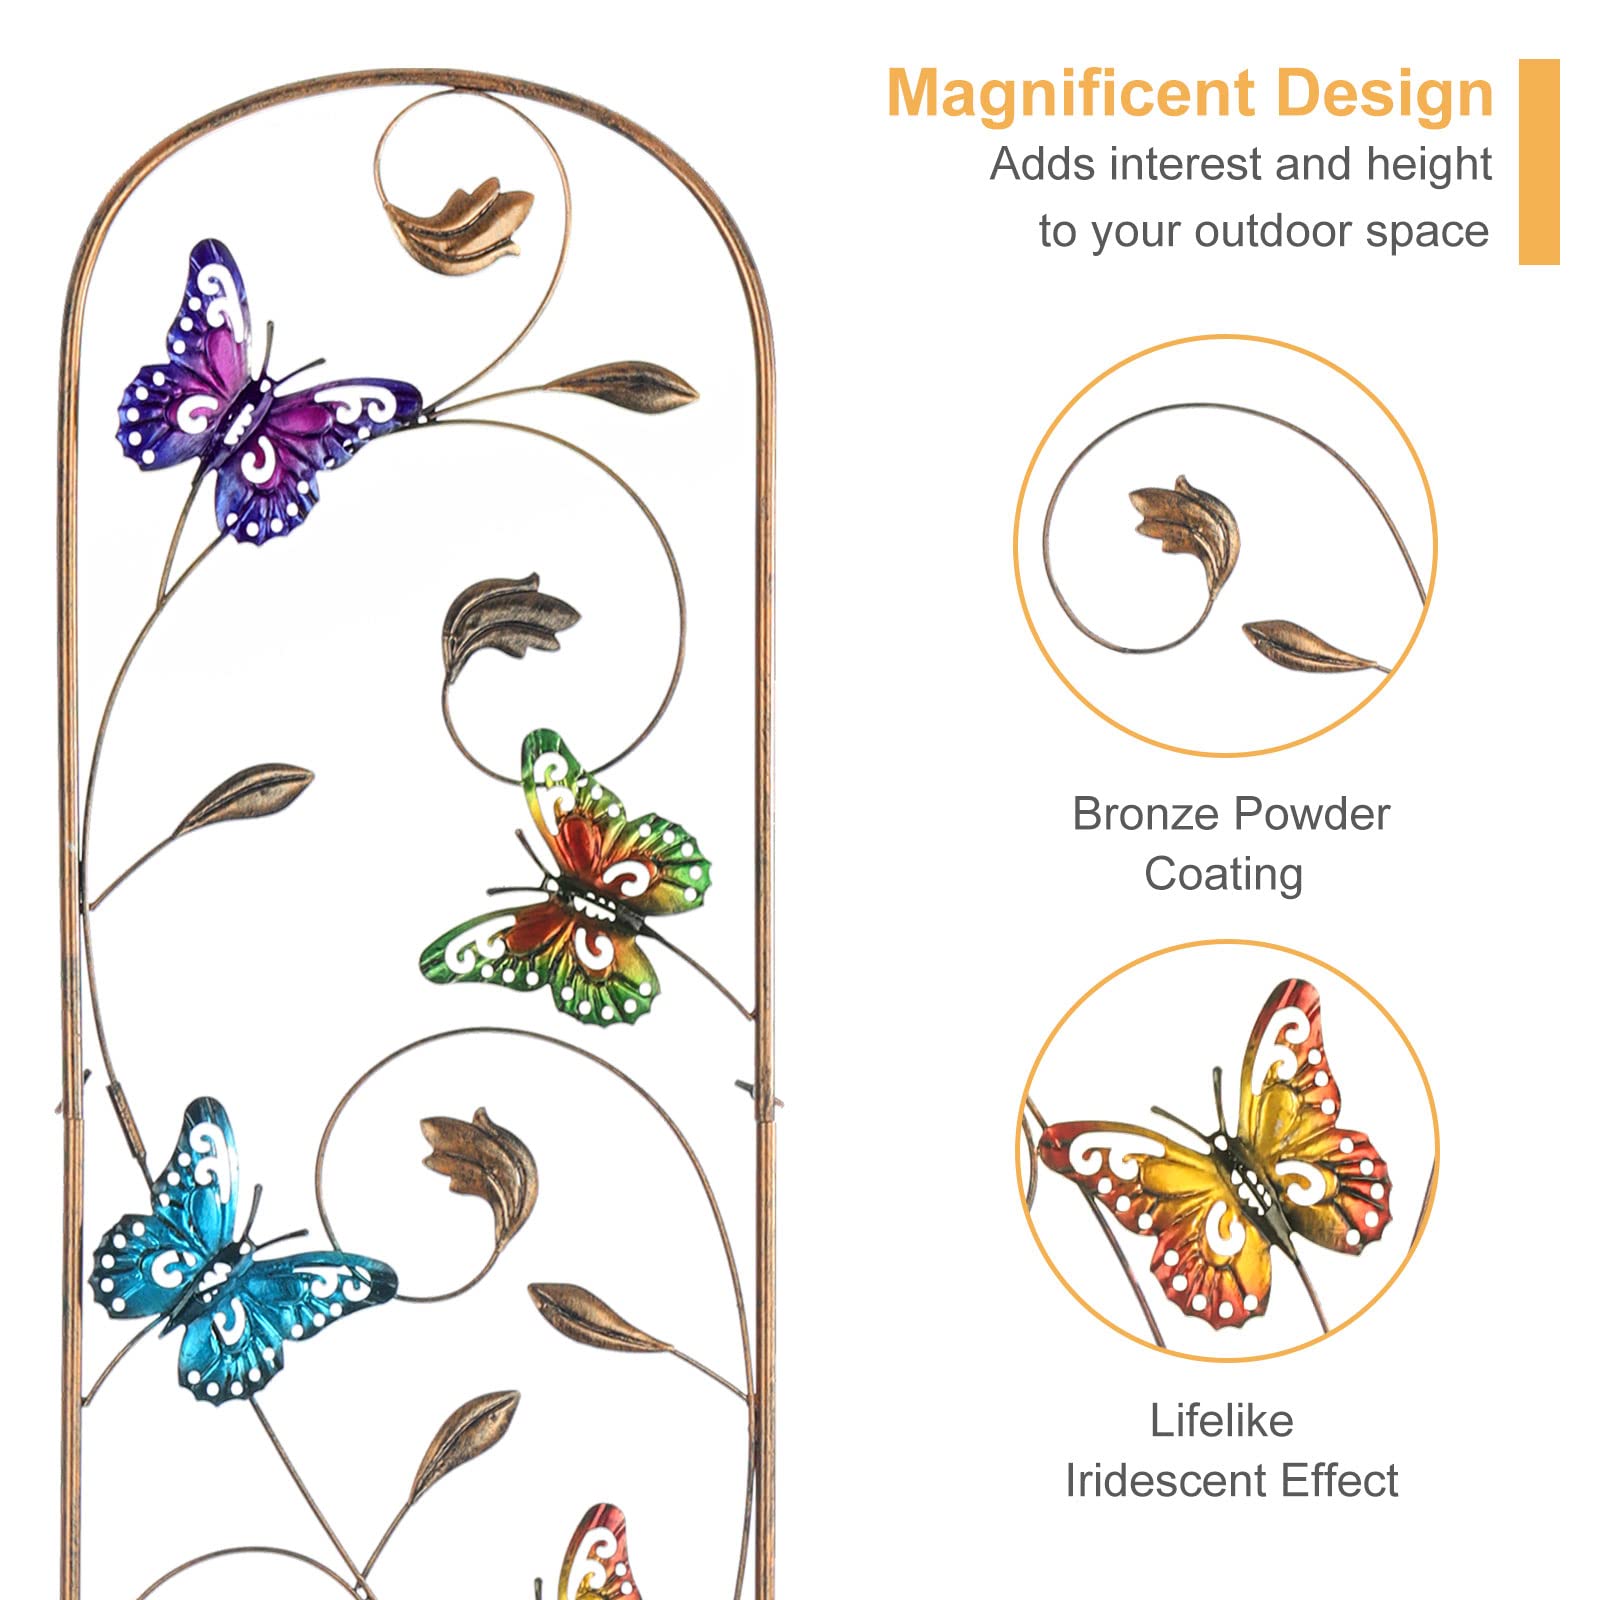 Magnificent Design
Adds interest and height
to your outdoor space
Bronze Powder
Coating
Lifelike
Iridescent Effect